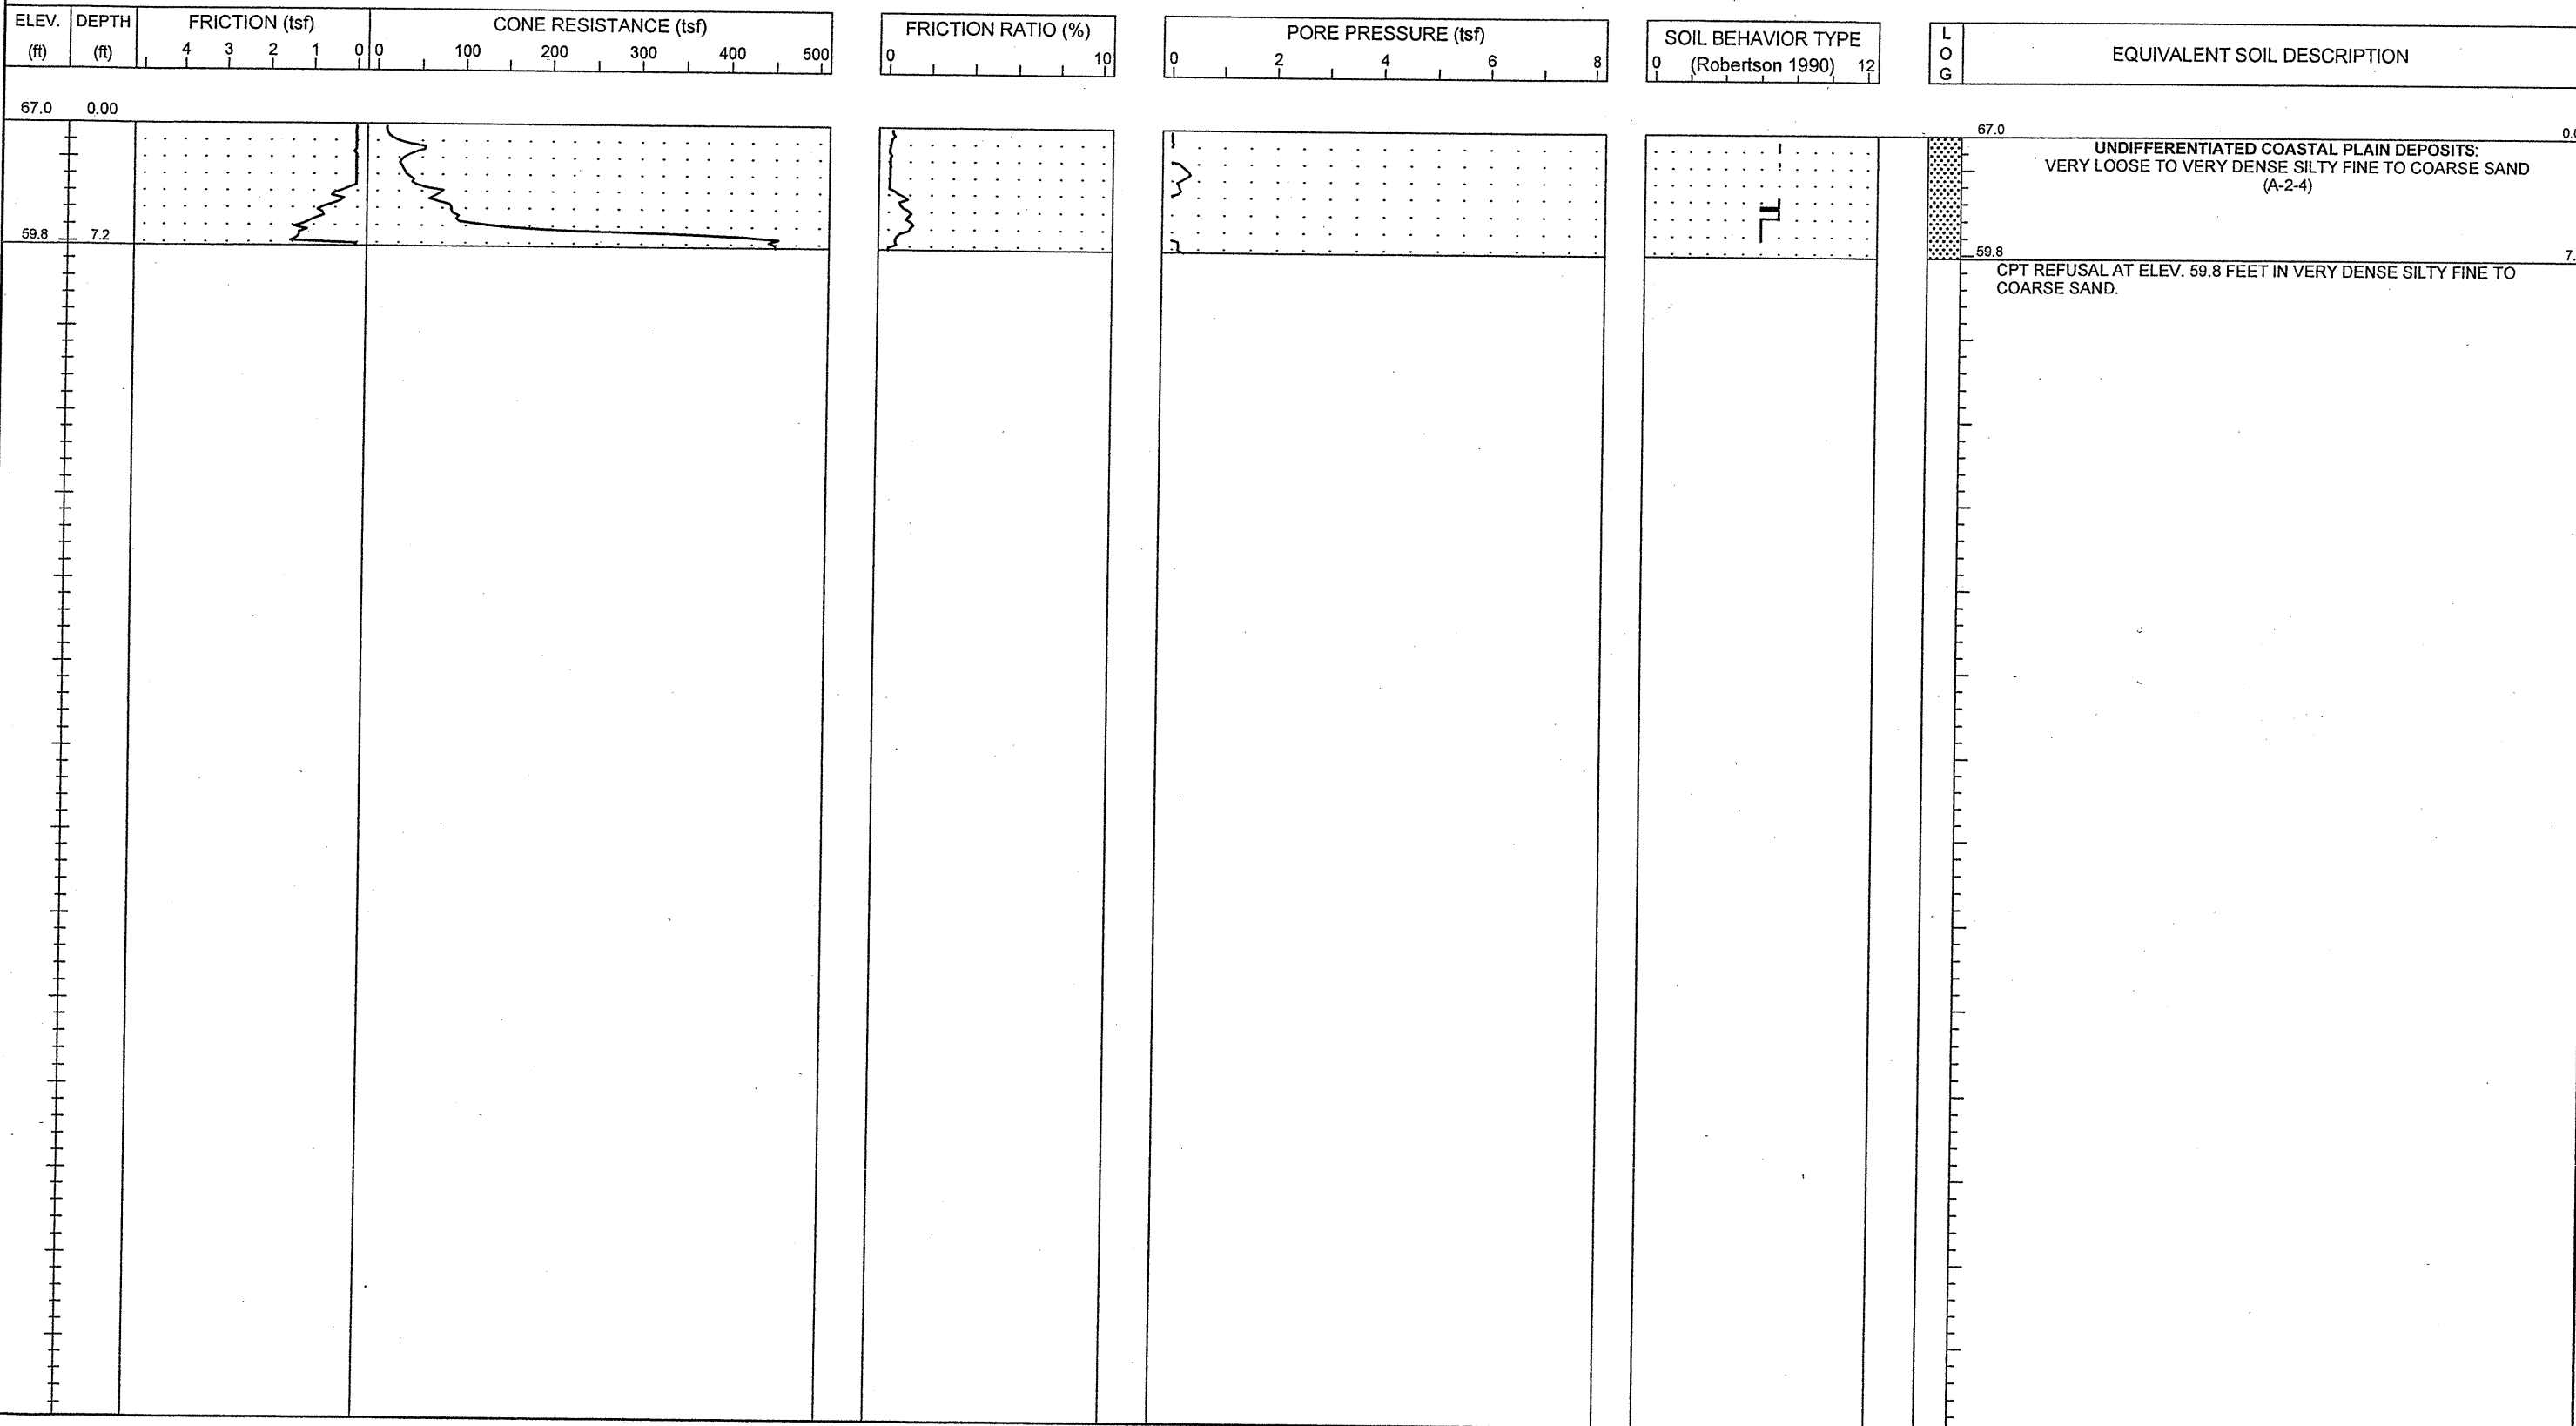 ELEV.
(ft)
DEPTH
(ft)
FRICTION (tsf)
4 3 2 1 0
CONE RESISTANCE (tsf)
0 100 200 300 400 500
FRICTION RATIO (%)
0 10
PORE PRESSURE (tsf)
0 2 4 6 8
SOIL BEHAVIOR TYPE
(Robertson 1990)
0 12
L
O
G
EQUIVALENT SOIL DESCRIPTION
67.0 0.00
67.0 0.0
UNDIFFERENTIATED COASTAL PLAIN DEPOSITS:
VERY LOOSE TO VERY DENSE SILTY FINE TO COARSE SAND
(A-2-4)
59.8 7.2
59.8 7.
CPT REFUSAL AT ELEV. 59.8 FEET IN VERY DENSE SILTY FINE TO
COARSE SAND.